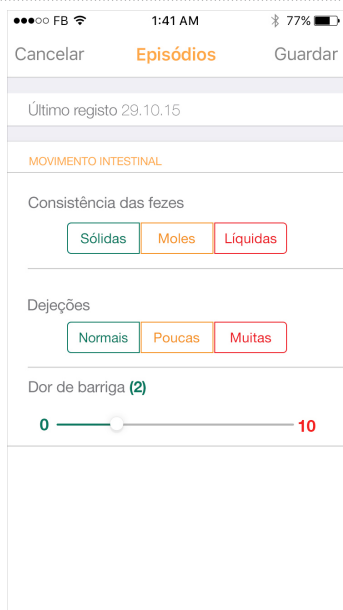 FB 1:41 AM 77%
Cancelar Episódios Guardar
Último registo 29.10.15
MOVIMENTO INTESTINAL
Consistência das fezes
Sólidas Moles Líquidas
Dejeções
Normais Poucas Muitas
Dor de barriga (2)
0 10